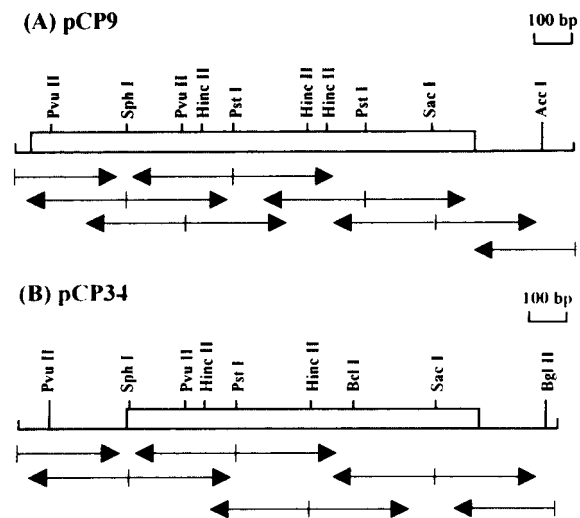 (A) pCP9
100 bp
Pvu II
Sph I
Pvu II
Hinc II
Pst I
Hinc II
Hinc II
Pst I
Sac I
Acc I
(B) pCP34
100 bp
Pvu II
Sph I
Pvu II
Hinc II
Pst I
Hinc II
Bcl I
Sac I
Bgl II